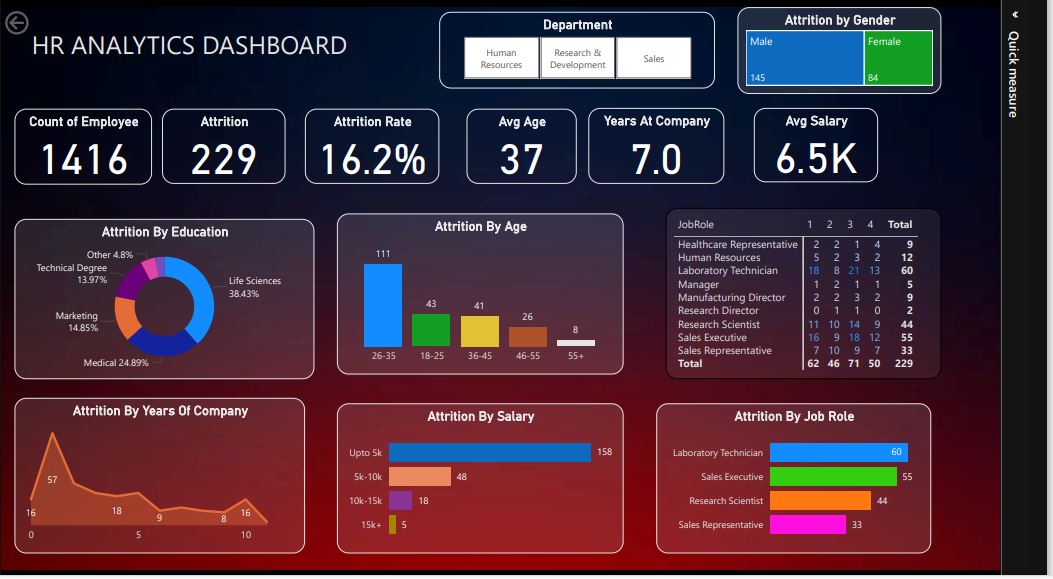 HR ANALYTICS DASHBOARD
Department
Human
Resources
Research &
Development
Sales
Attrition by Gender
Male
145
Female
84
«
Quick measure
Count of Employee
1416
Attrition
229
Attrition Rate
16.2%
Avg Age
37
Years At Company
7.0
Avg Salary
6.5K
Attrition By Education
Other 4.8%
Technical Degree
13.97%
Marketing
14.85%
Medical 24.89%
Life Sciences
38.43%
Attrition By Age
111
43
41
26
8
26-35
18-25
36-45
46-55
55+
JobRole 1 2 3 4 Total
Healthcare Representative 2 2 1 4 9
Human Resources 5 2 3 2 12
Laboratory Technician 18 8 21 13 60
Manager 1 2 1 1 5
Manufacturing Director 2 2 3 2 9
Research Director 0 1 1 0 2
Research Scientist 11 10 14 9 44
Sales Executive 16 9 18 12 55
Sales Representative 7 10 9 7 33
Total 62 46 71 50 229
Attrition By Years Of Company
16
57
18
9
8
16
0
5
10
Attrition By Salary
Upto 5k 158
5k-10k 48
10k-15k 18
15k+ 5
Attrition By Job Role
Laboratory Technician 60
Sales Executive 55
Research Scientist 44
Sales Representative 33